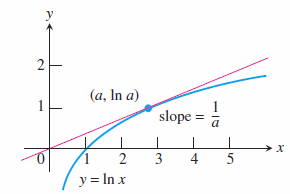 y
2
(a, ln a)
1
slope = 1/a
0 1 2 3 4 5 x
y = ln x